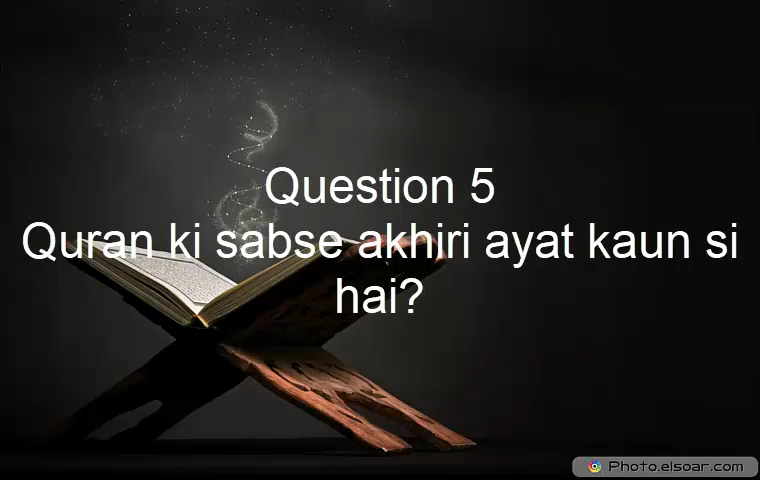 Question 5
Quran ki sabse akhiri ayat kaun si
hai?
Photo.elsoar.com